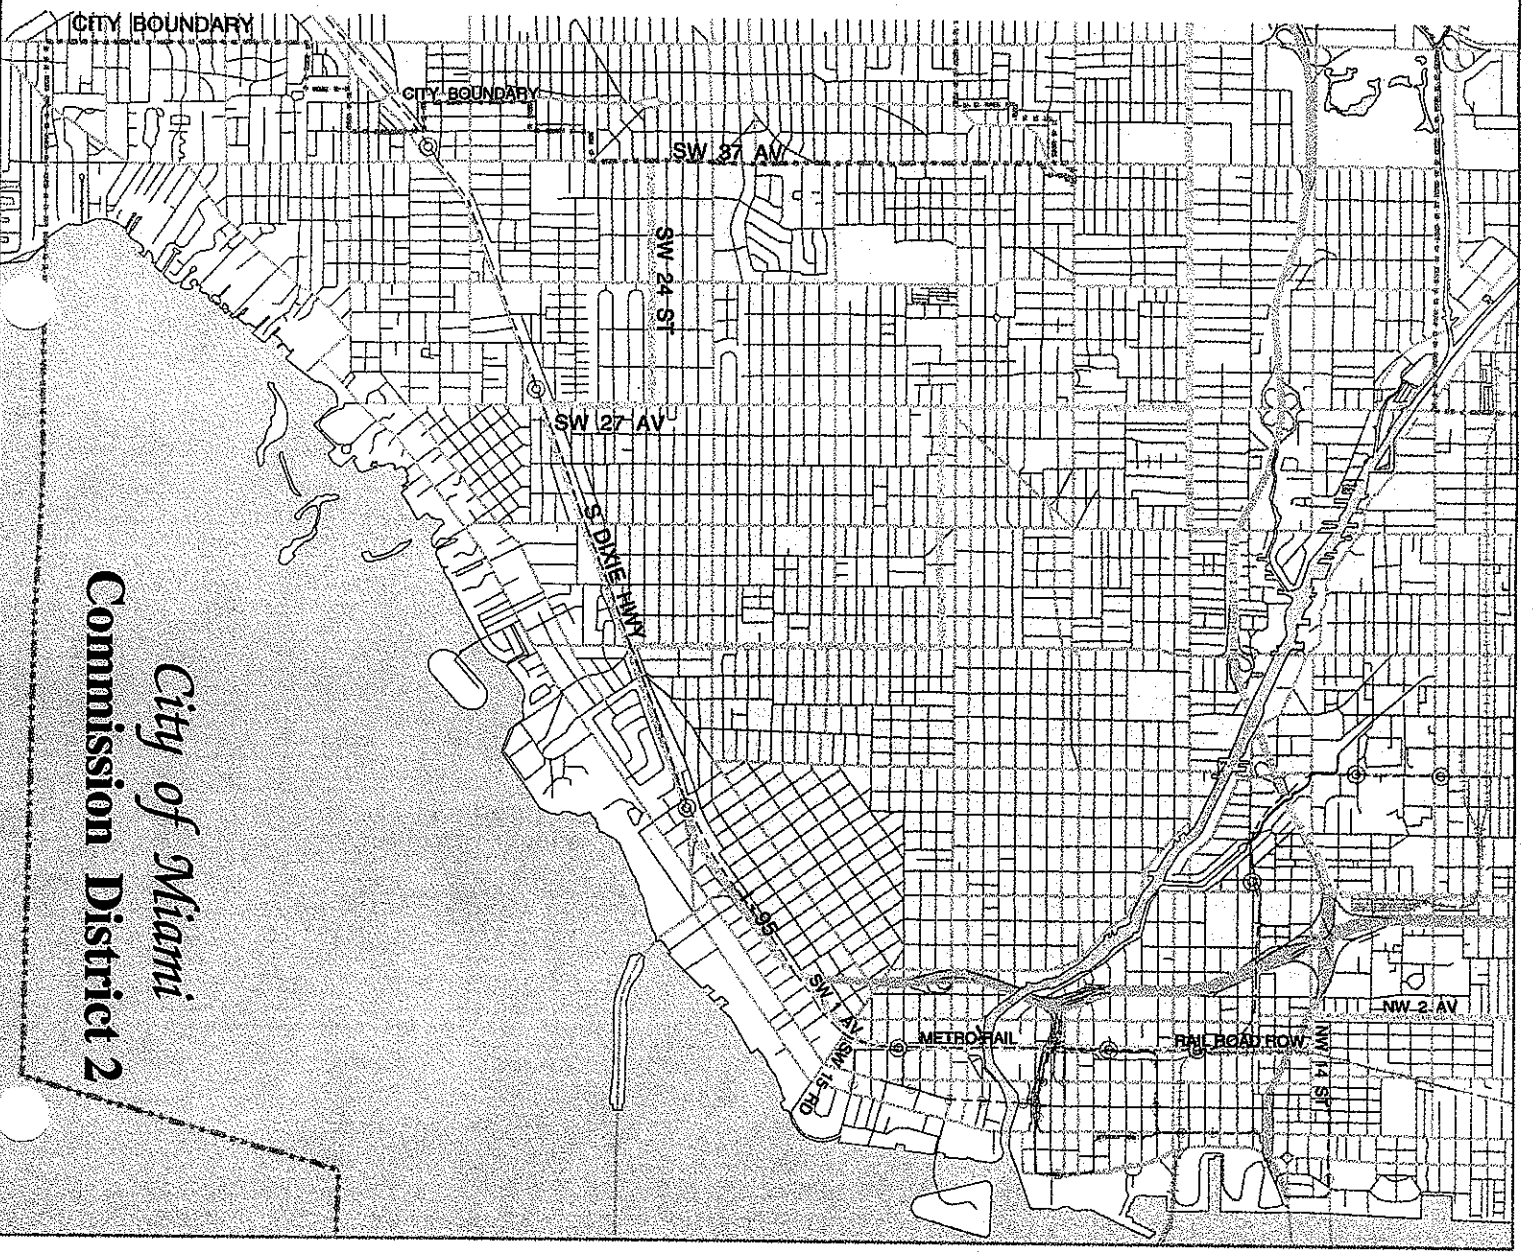 CITY BOUNDARY
CITY BOUNDARY
SW 37 AV
SW 24 ST
SW 27 AV
S DIXIE HWY
I-95
SW 1 AV
SW 15 RD
METRO RAIL
RAIL ROAD ROW
NW 2 AV
NW 14 ST
City of Miami
Commission District 2